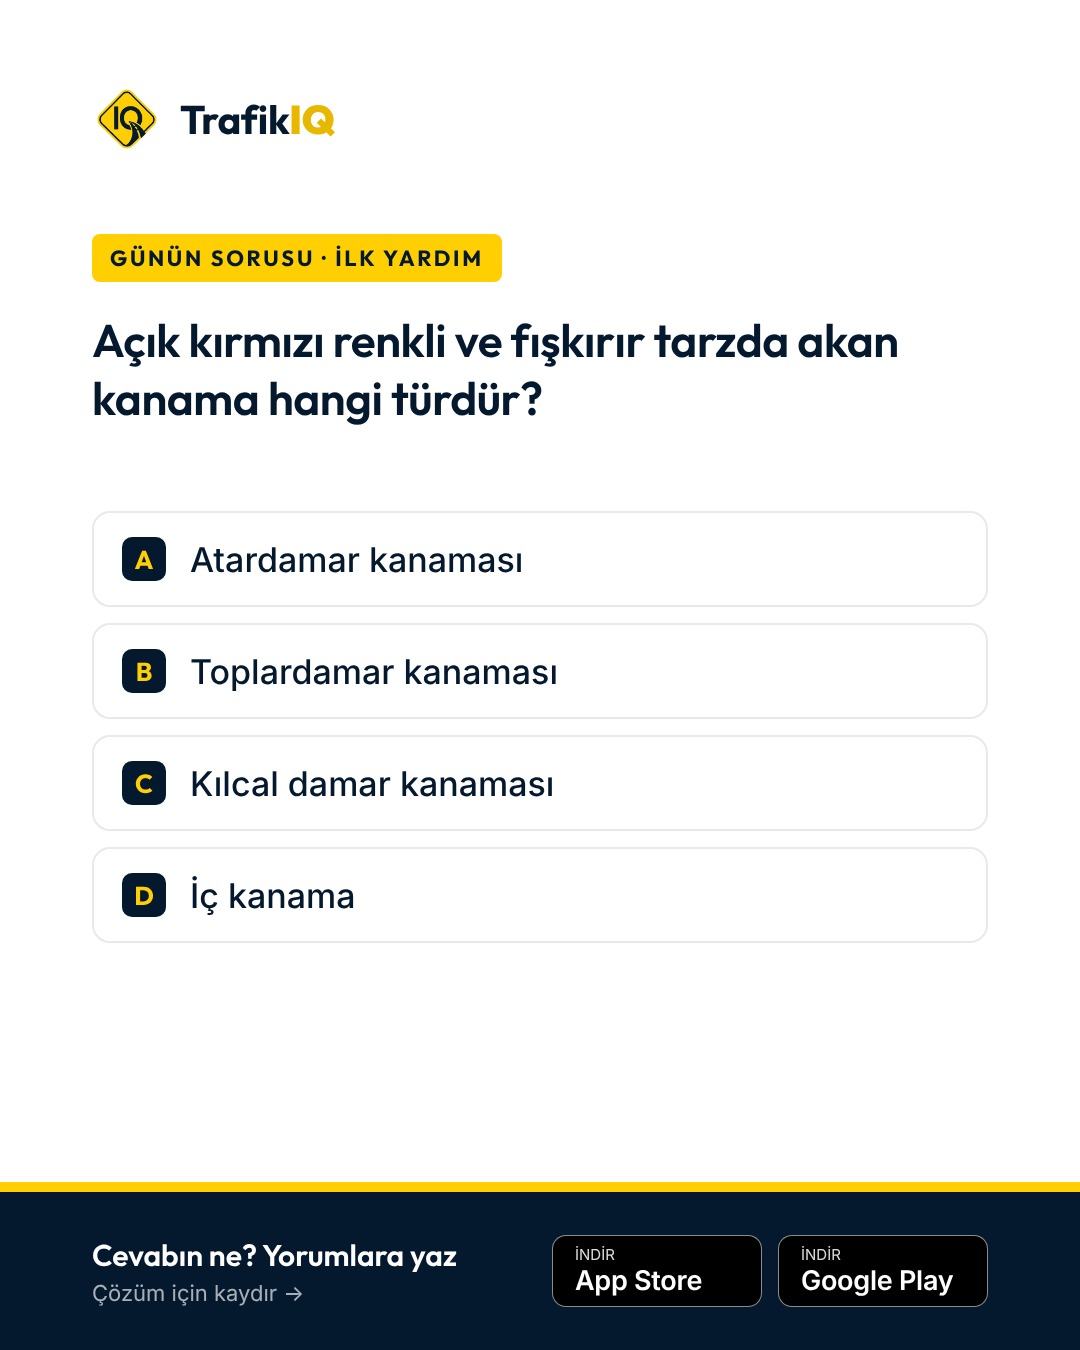 IQ
TrafikIQ
GÜNÜN SORUSU · İLK YARDIM
Açık kırmızı renkli ve fışkırır tarzda akan
kanama hangi türdür?
A Atardamar kanaması
B Toplardamar kanaması
C Kılcal damar kanaması
D İç kanama
Cevabın ne? Yorumlara yaz
Çözüm için kaydır →
İNDİR
App Store
İNDİR
Google Play